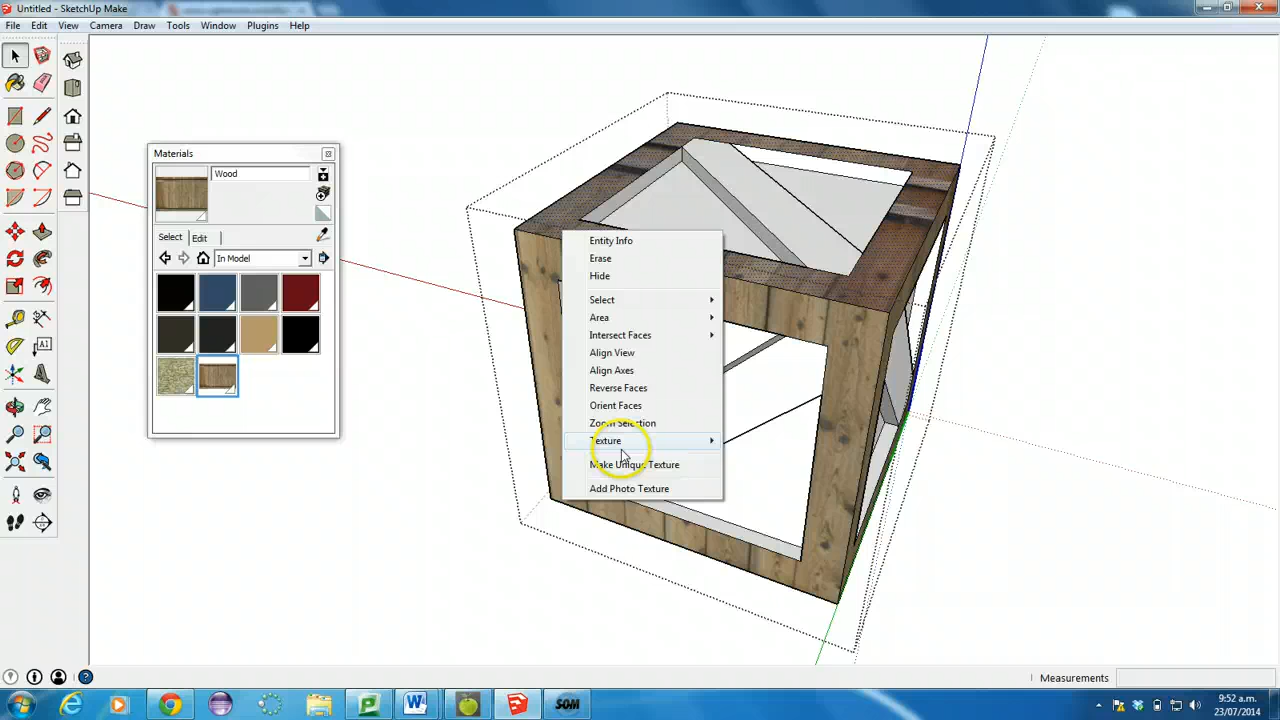 Untitled - SketchUp Make
File Edit View Camera Draw Tools Window Plugins Help
Materials
Wood
Select Edit
In Model
Entity Info
Erase
Hide
Select
Area
Intersect Faces
Align View
Align Axes
Reverse Faces
Orient Faces
Zoom Selection
Texture
Make Unique Texture
Add Photo Texture
Measurements
SOM
9:52 a.m.
23/07/2014